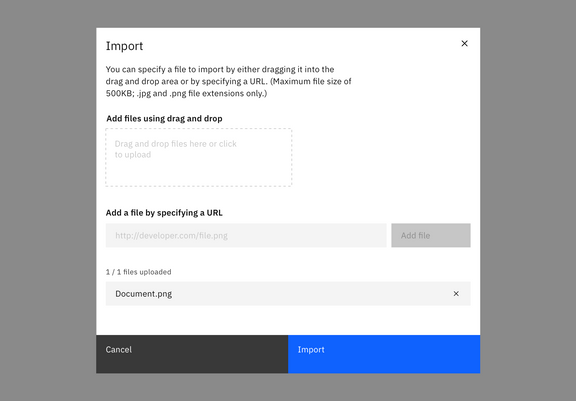 Import
You can specify a file to import by either dragging it into the
drag and drop area or by specifying a URL. (Maximum file size of
500KB; .jpg and .png file extensions only.)
Add files using drag and drop
Drag and drop files here or click
to upload
Add a file by specifying a URL
http://developer.com/file.png
Add file
1 / 1 files uploaded
Document.png
Cancel
Import